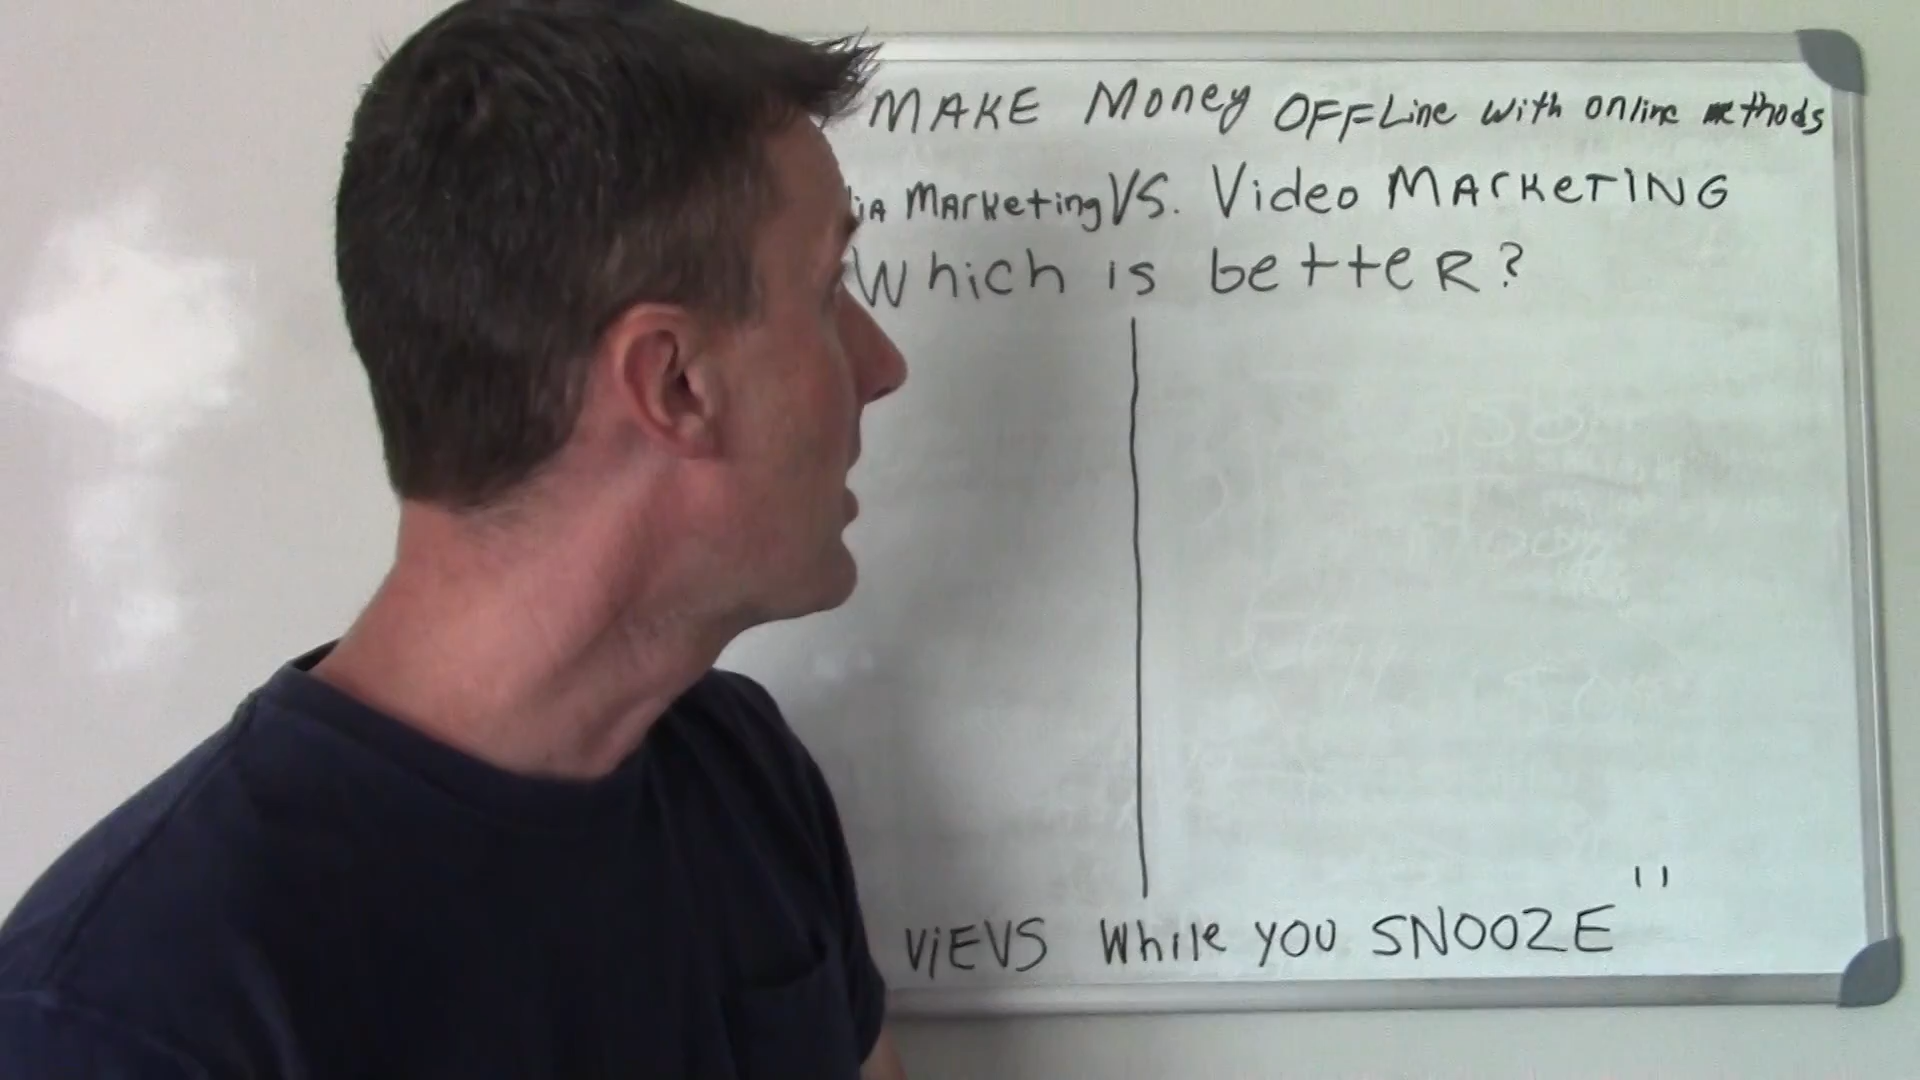 MAKE Money OFFLine with online methods
Marketing VS. Video MARKETING
Which is better?
ViEVS While you SNOOZE"